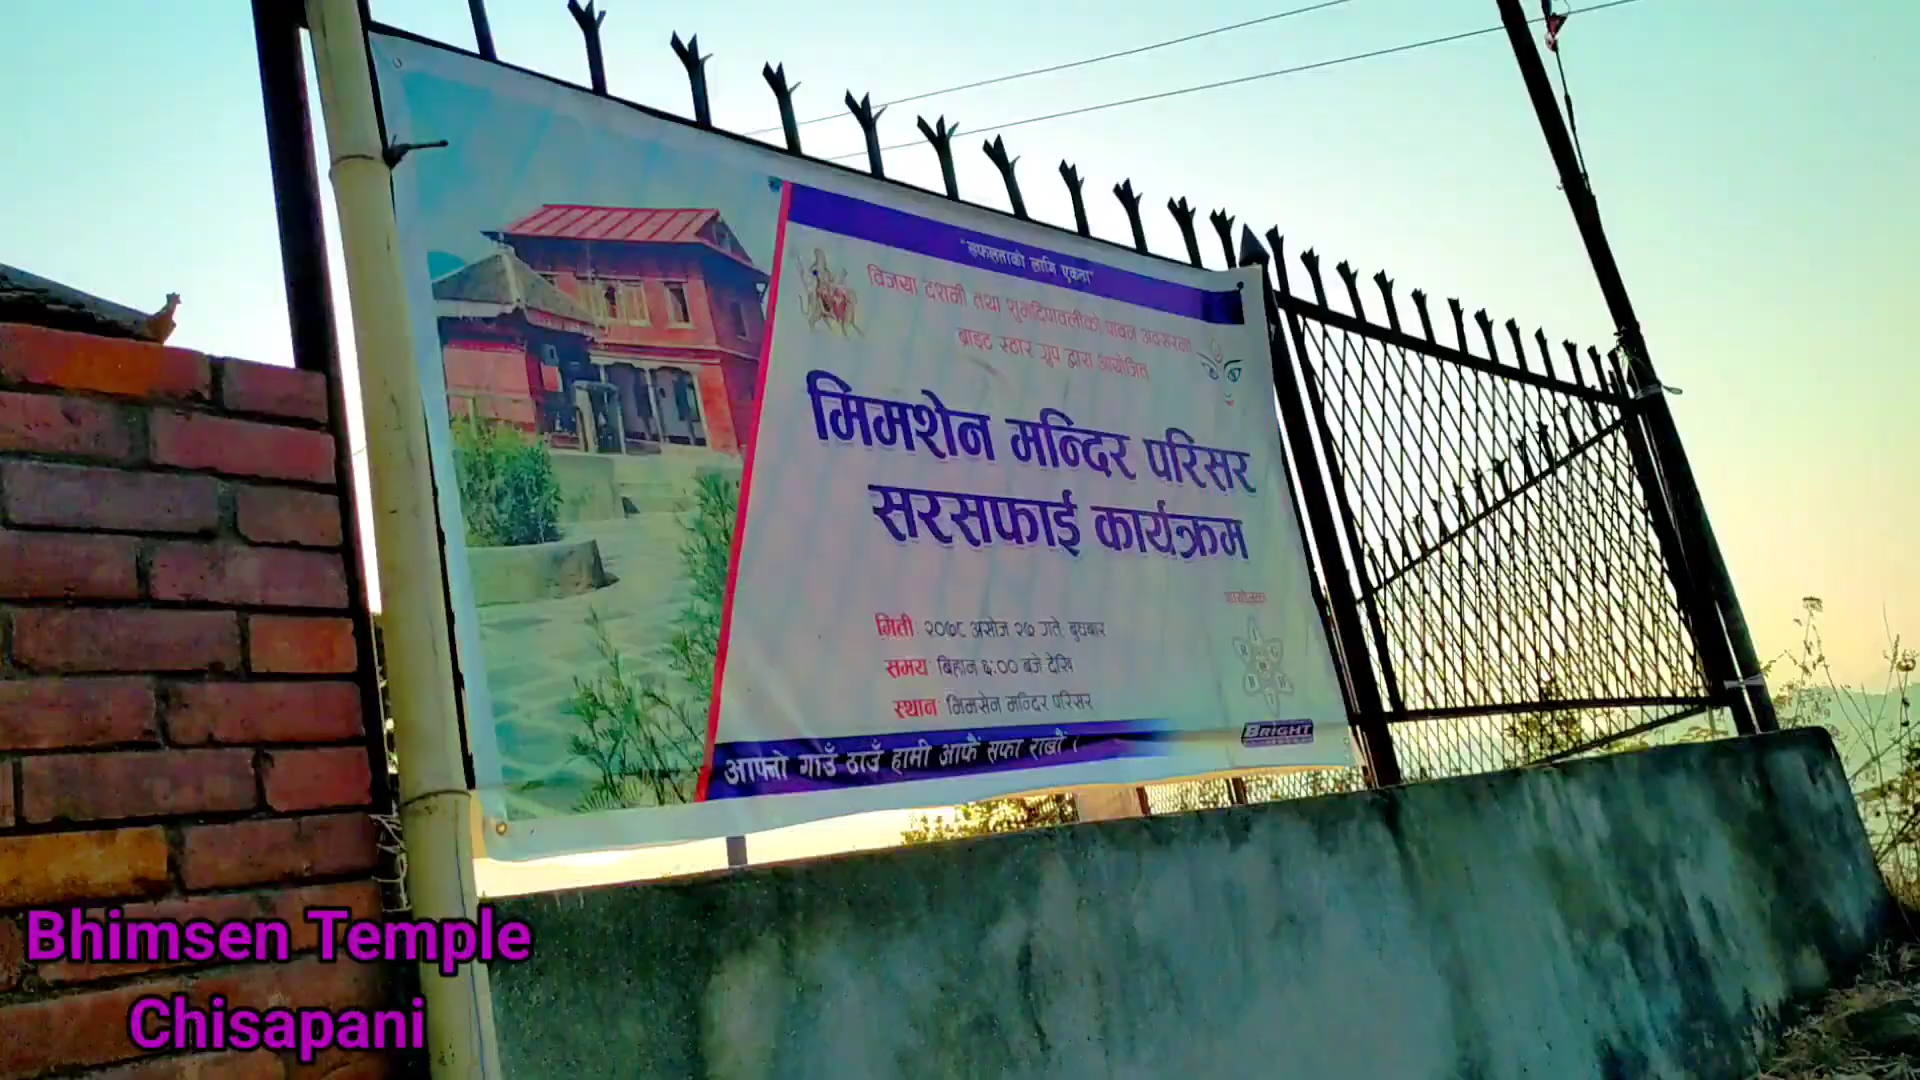 "सफलताको लागि एकता"
विजया दशमी तथा शुभदिपावलीको पावन अवसरमा
ब्राइट स्टार ग्रुप द्वारा आयोजित
भिमशेन मन्दिर परिसर
सरसफाई कार्यक्रम
मिती: २०७८ असोज २७ गते, बुधबार
समय: बिहान ६:०० बजे देखि
स्थान: भिमसेन मन्दिर परिसर
आफ्नो गाउँ ठाउँ हामी आफैं सफा राखौं ।
BRIGHT
Bhimsen Temple
Chisapani